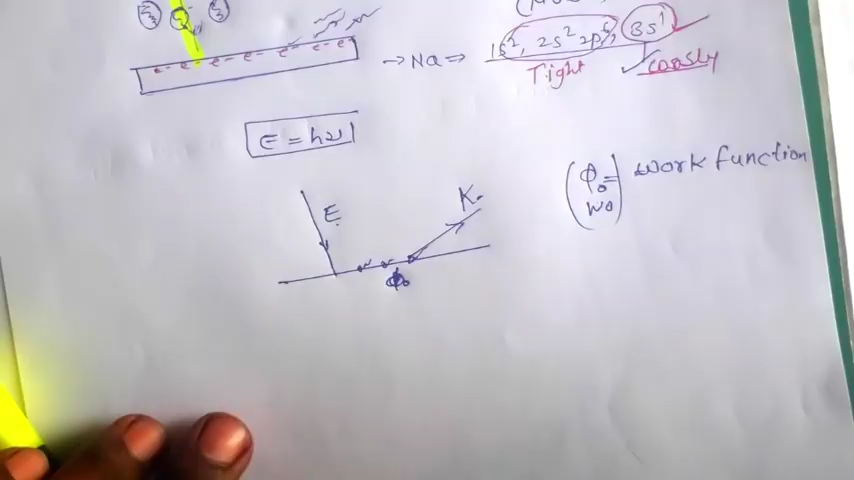 → Na ⇒ 1s², 2s² 2p⁶, 3s¹
Tight
Loosly
e- e- e- e- e- e- e-
E = hν
ϕ₀ = work function
W₀
E
K.
ϕ₀